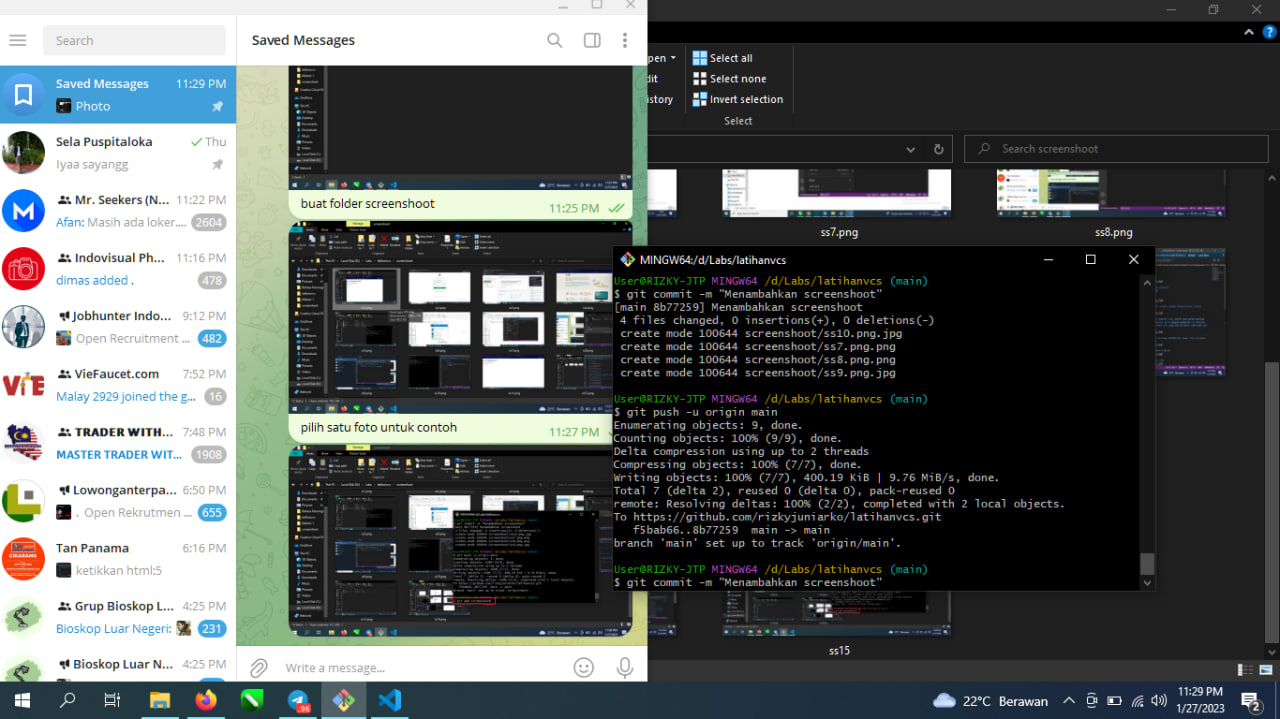 Search
Saved Messages
Saved Messages 11:29 PM
Photo
Sela Puspitaloka Thu
Iyaa sayangg
Mr. Seekers (N... 11:22 PM
Afan: Mash ada loker.... 2604
Indovisual Ph... 11:16 PM
dimas added . 478
Jobhunter Indo... 9:12 PM
Open Recruitment ... 482
VieFaucet.com 7:52 PM
Malay 2929 joined the g... 16
TRADER WITH... 7:48 PM
MASTER TRADER WIT... 1908
Lowonganterpa... 6:50 PM
. Open Rekrutmen ... 655
Tan Panama 6:16 PM
ketikkan html:5
Grup Bioskop L... 4:25 PM
Bioskop Luar Negeri: 231
Bioskop Luar N... 4:25 PM
buat folder screenshoot
11:25 PM
pilih satu foto untuk contoh
11:27 PM
Write a message...
pen
Select all
dit
Select none
istory
Invert selection
Select
Search screenshoot
ss7.png
ss8.png
MINGW64:/d/Labs/latihanvcs
User@RIZKY-JTP MINGW64 /d/Labs/latihanvcs (main)
$ git commit -m "Menambahkan screenshoot"
[main 8b77259] Menambahkan screenshoot
4 files changed, 0 insertions(+), 0 deletions(-)
create mode 100644 screenshoot/ss10.png.jpg
create mode 100644 screenshoot/ss7.png.png
create mode 100644 screenshoot/ss8.png.png
create mode 100644 screenshoot/ss9.png.jpg
User@RIZKY-JTP MINGW64 /d/Labs/latihanvcs (main)
$ git push -u origin main
Enumerating objects: 9, done.
Counting objects: 100% (9/9), done.
Delta compression using up to 2 threads
Compressing objects: 100% (7/7), done.
Writing objects: 100% (7/7), 400.19 KiB | 9.76 MiB/s, done.
Total 7 (delta 2), reused 0 (delta 0), pack-reused 0
remote: Resolving deltas: 100% (2/2), completed with 2 local objects.
To https://github.com/rizkyjuniarko/latihanvcs.git
f5bab66..8b77259 main -> main
branch 'main' set up to track 'origin/main'.
User@RIZKY-JTP MINGW64 /d/Labs/latihanvcs (main)
$ git commit -m "Menambahkan screenshoot"
ss15
96
22°C Berawan
11:29 PM
1/27/2023
2